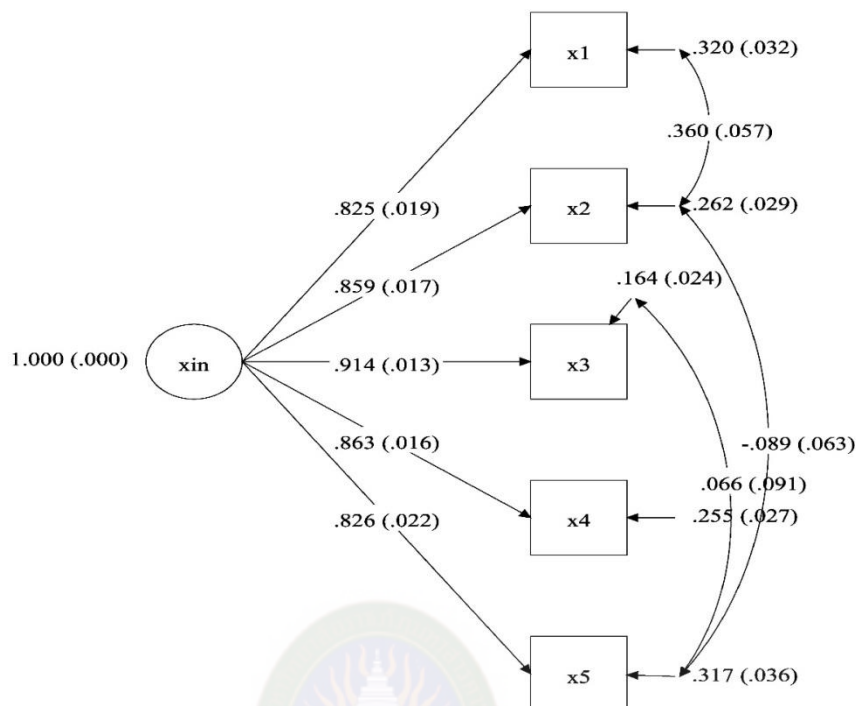 x1
.320 (.032)
.360 (.057)
.825 (.019)
x2
.262 (.029)
.859 (.017)
.164 (.024)
1.000 (.000)
xin
.914 (.013)
x3
-.089 (.063)
.863 (.016)
.066 (.091)
x4
.255 (.027)
.826 (.022)
x5
.317 (.036)